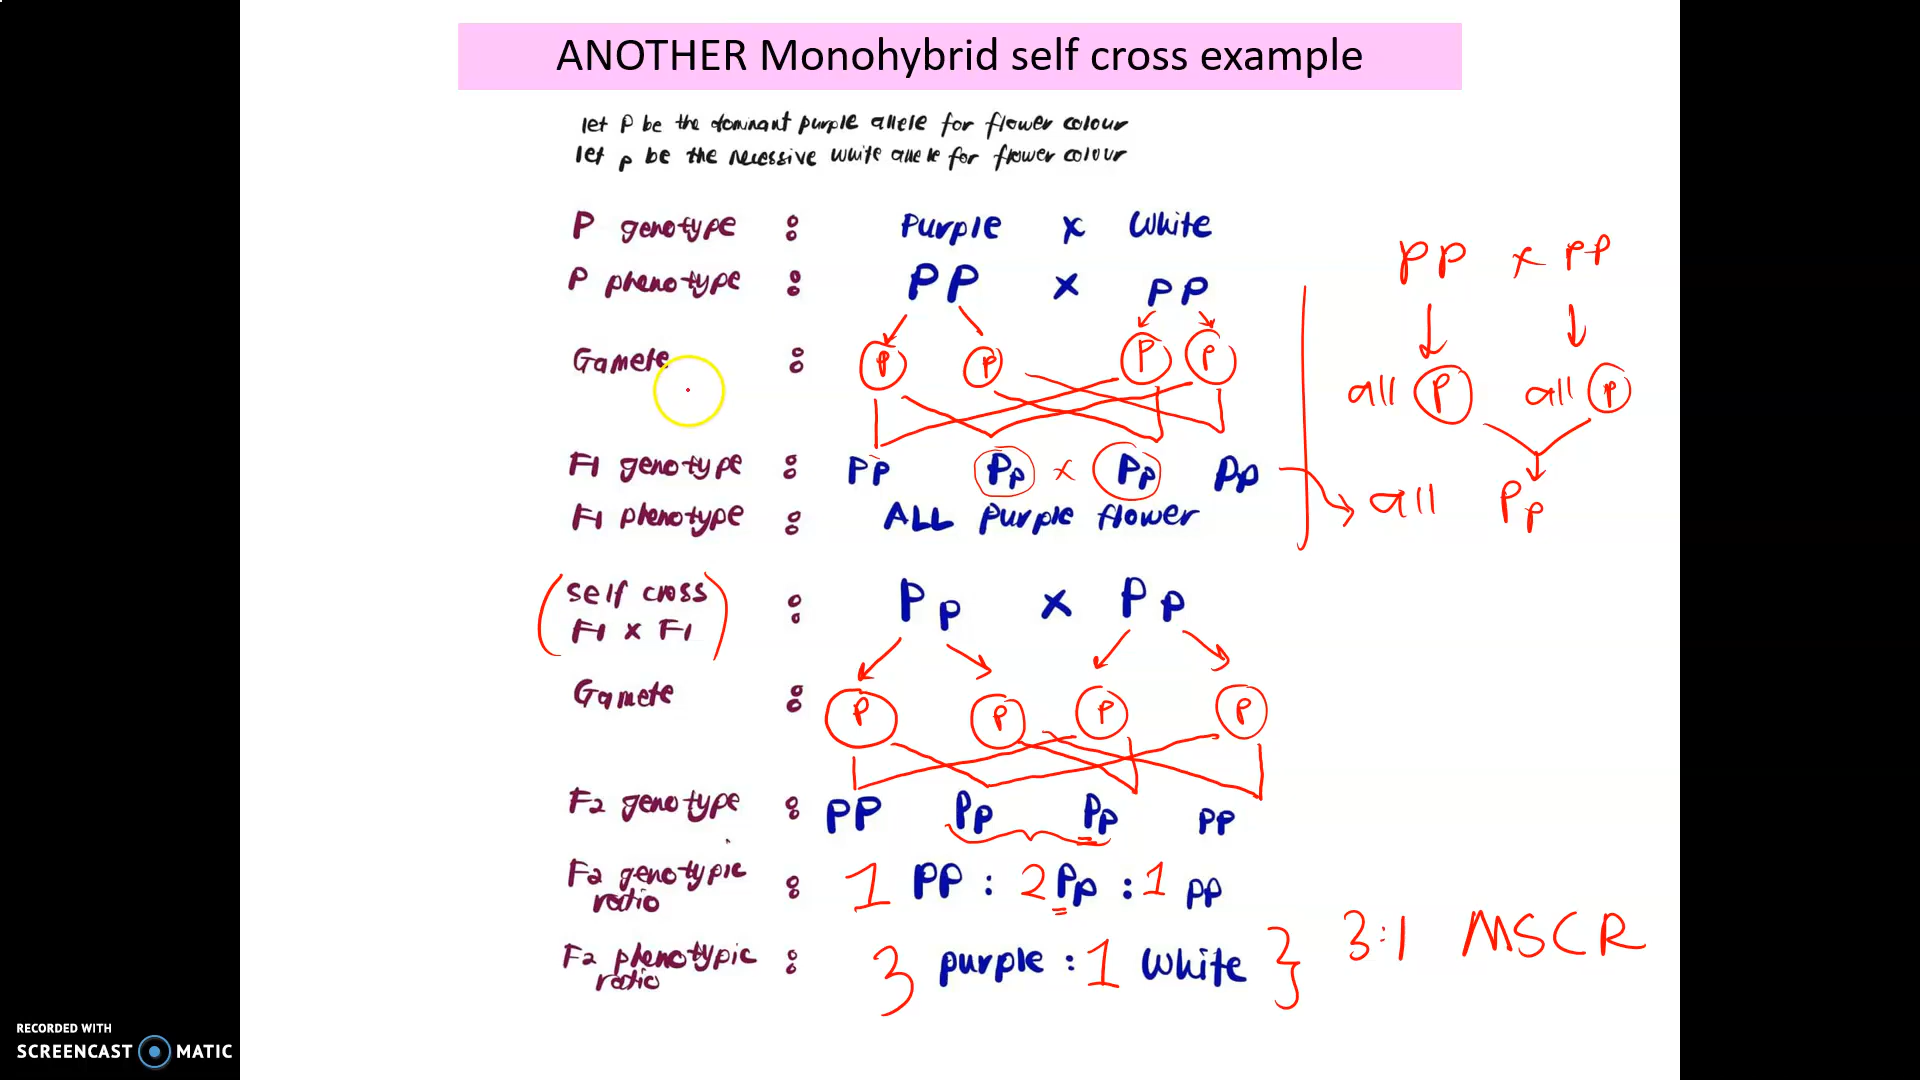 ANOTHER Monohybrid self cross example
let P be the dominant purple allele for flower colour
let p be the recessive white allele for flower colour
P genotype : Purple x White
P phenotype : PP x pp
Gamete : P P p p
F1 genotype : Pp Pp x Pp Pp
F1 phenotype : ALL purple flower
PP x pp
all P all p
all Pp
(self cross : Pp x Pp
F1 x F1)
Gamete : P p P p
F2 genotype : PP Pp Pp pp
F2 genotypic ratio : 1 PP : 2 Pp : 1 pp
F2 phenotypic ratio : 3 purple : 1 White } 3:1 MSCR
RECORDED WITH
SCREENCAST MATIC